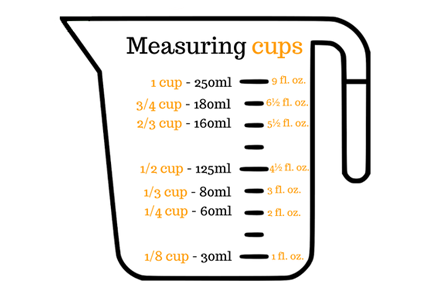 Measuring cups
1 cup - 250ml 9 fl. oz.
3/4 cup - 180ml 6½ fl. oz.
2/3 cup - 160ml 5½ fl. oz.
1/2 cup - 125ml 4½ fl. oz.
1/3 cup - 80ml 3 fl. oz.
1/4 cup - 60ml 2 fl. oz.
1/8 cup - 30ml 1 fl. oz.